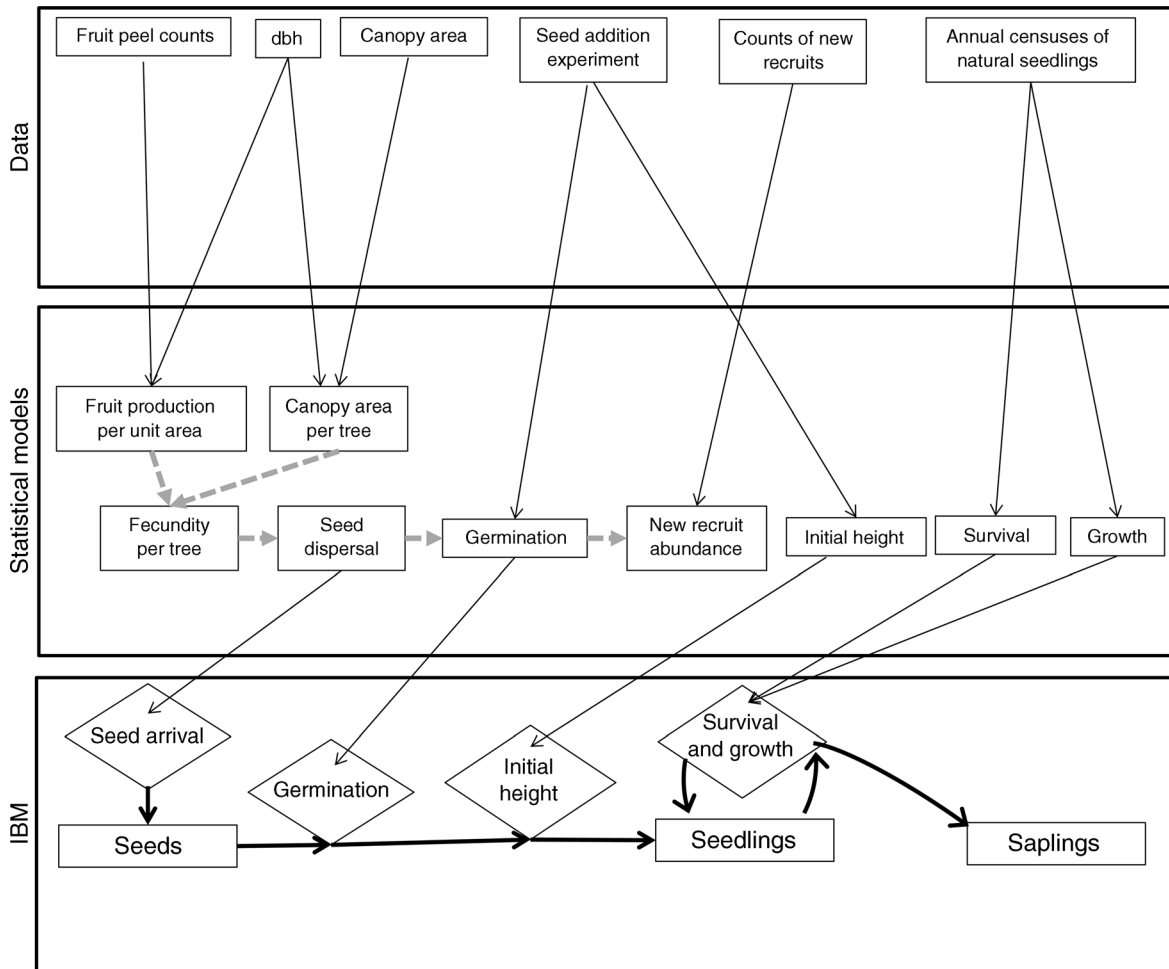 Data
Fruit peel counts
dbh
Canopy area
Seed addition
experiment
Counts of new
recruits
Annual censuses of
natural seedlings
Statistical models
Fruit production
per unit area
Canopy area
per tree
Fecundity
per tree
Seed
dispersal
Germination
New recruit
abundance
Initial height
Survival
Growth
IBM
Seed arrival
Germination
Initial
height
Survival
and growth
Seeds
Seedlings
Saplings